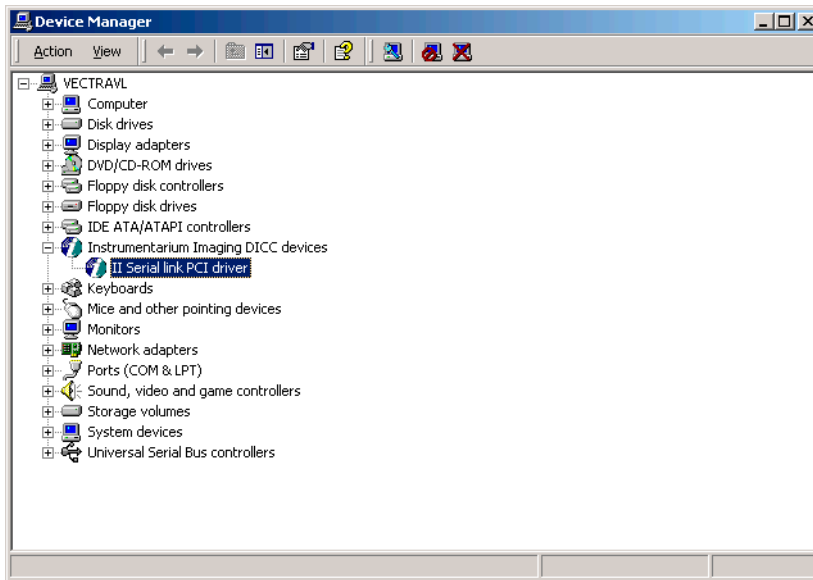 Device Manager
Action View
VECTRAVL
Computer
Disk drives
Display adapters
DVD/CD-ROM drives
Floppy disk controllers
Floppy disk drives
IDE ATA/ATAPI controllers
Instrumentarium Imaging DICC devices
II Serial link PCI driver
Keyboards
Mice and other pointing devices
Monitors
Network adapters
Ports (COM & LPT)
Sound, video and game controllers
Storage volumes
System devices
Universal Serial Bus controllers